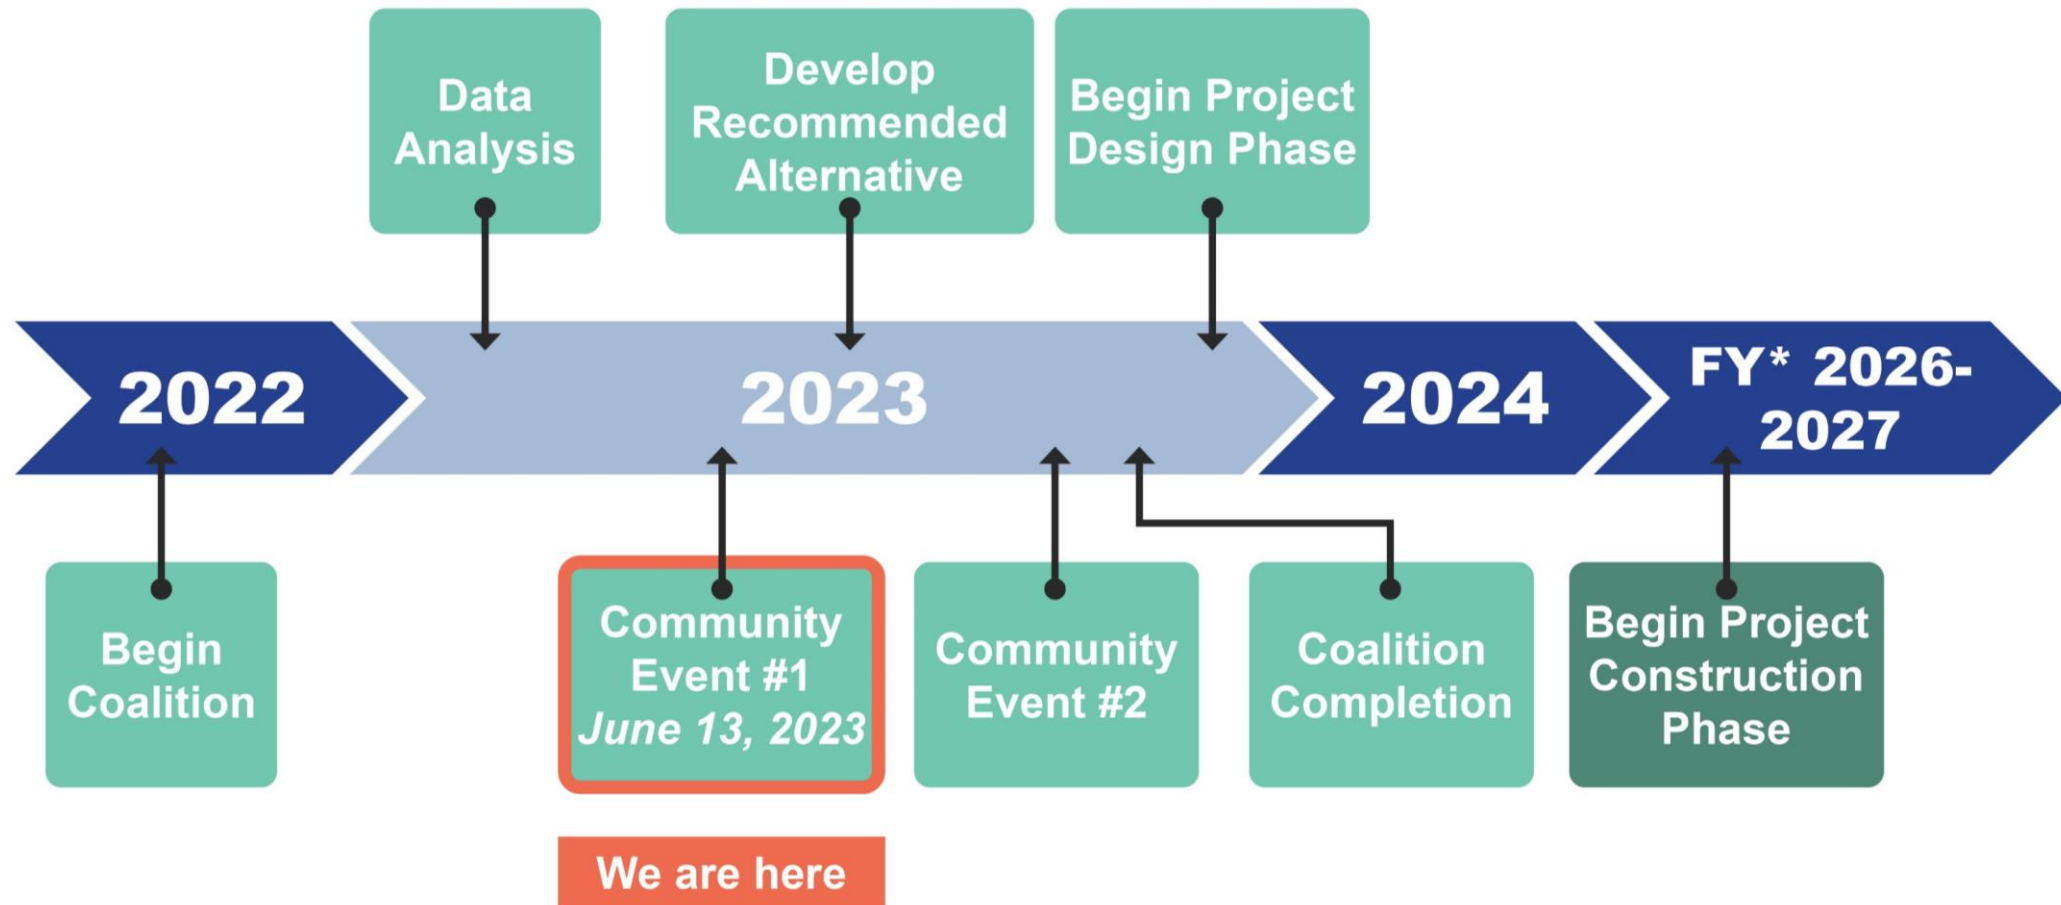 Data
Analysis
Develop
Recommended
Alternative
Begin Project
Design Phase
2022
2023
2024
FY* 2026-
2027
Begin
Coalition
Community
Event #1
June 13, 2023
Community
Event #2
Coalition
Completion
Begin Project
Construction
Phase
We are here